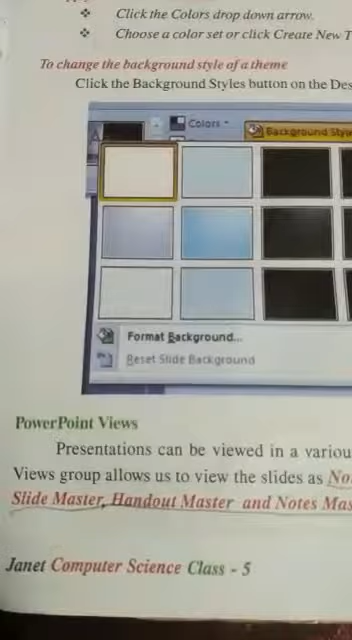 ❖ Click the Colors drop down arrow.
❖ Choose a color set or click Create New T
To change the background style of a theme
Click the Background Styles button on the Des
Colors
Background Style
Format Background...
Reset Slide Background
PowerPoint Views
Presentations can be viewed in a variou
Views group allows us to view the slides as No
Slide Master, Handout Master and Notes Mas
Janet Computer Science Class - 5